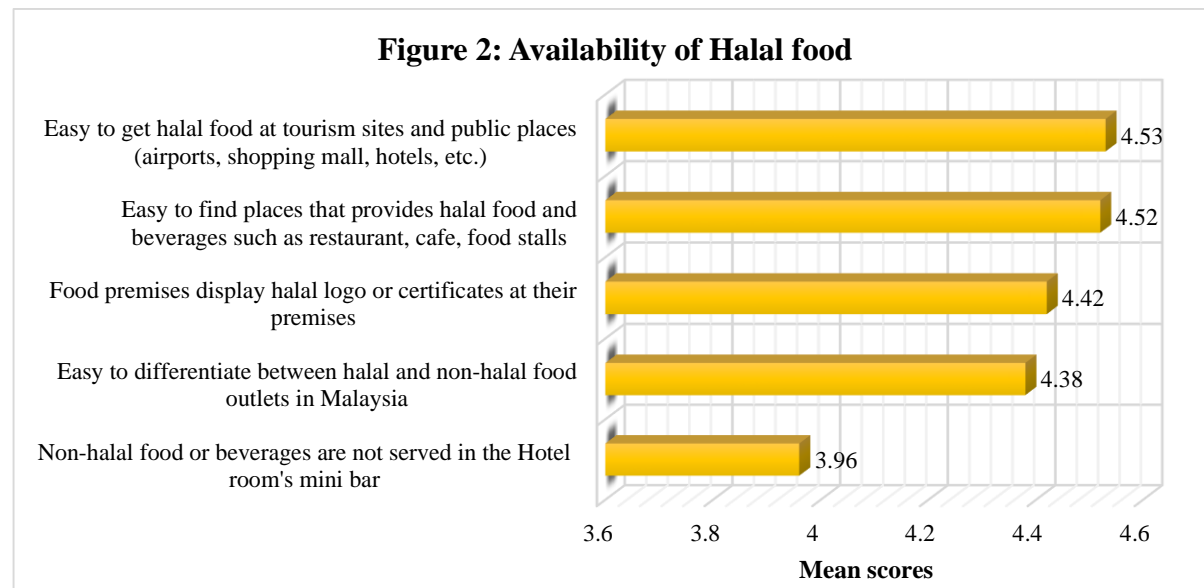 Figure 2: Availability of Halal food
Easy to get halal food at tourism sites and public places
(airports, shopping mall, hotels, etc.)
4.53
Easy to find places that provides halal food and
beverages such as restaurant, cafe, food stalls
4.52
Food premises display halal logo or certificates at their
premises
4.42
Easy to differentiate between halal and non-halal food
outlets in Malaysia
4.38
Non-halal food or beverages are not served in the Hotel
room's mini bar
3.96
3.6 3.8 4 4.2 4.4 4.6
Mean scores